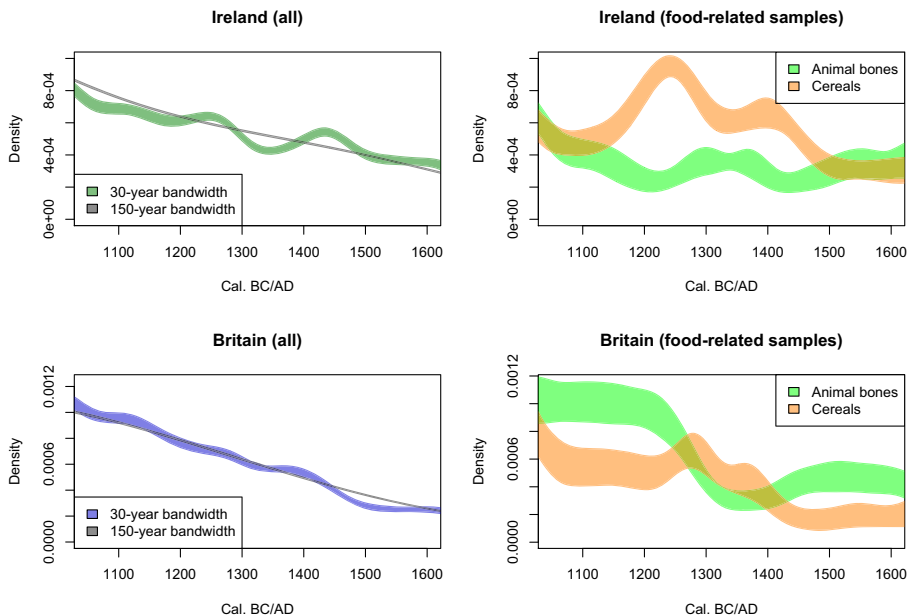 Ireland (all)
Density
0e+00
4e-04
8e-04
30-year bandwidth
150-year bandwidth
1100 1200 1300 1400 1500 1600
Cal. BC/AD
Ireland (food-related samples)
Density
0e+00
4e-04
8e-04
Animal bones
Cereals
1100 1200 1300 1400 1500 1600
Cal. BC/AD
Britain (all)
Density
0.0000
0.0006
0.0012
30-year bandwidth
150-year bandwidth
1100 1200 1300 1400 1500 1600
Cal. BC/AD
Britain (food-related samples)
Density
0.0000
0.0006
0.0012
Animal bones
Cereals
1100 1200 1300 1400 1500 1600
Cal. BC/AD